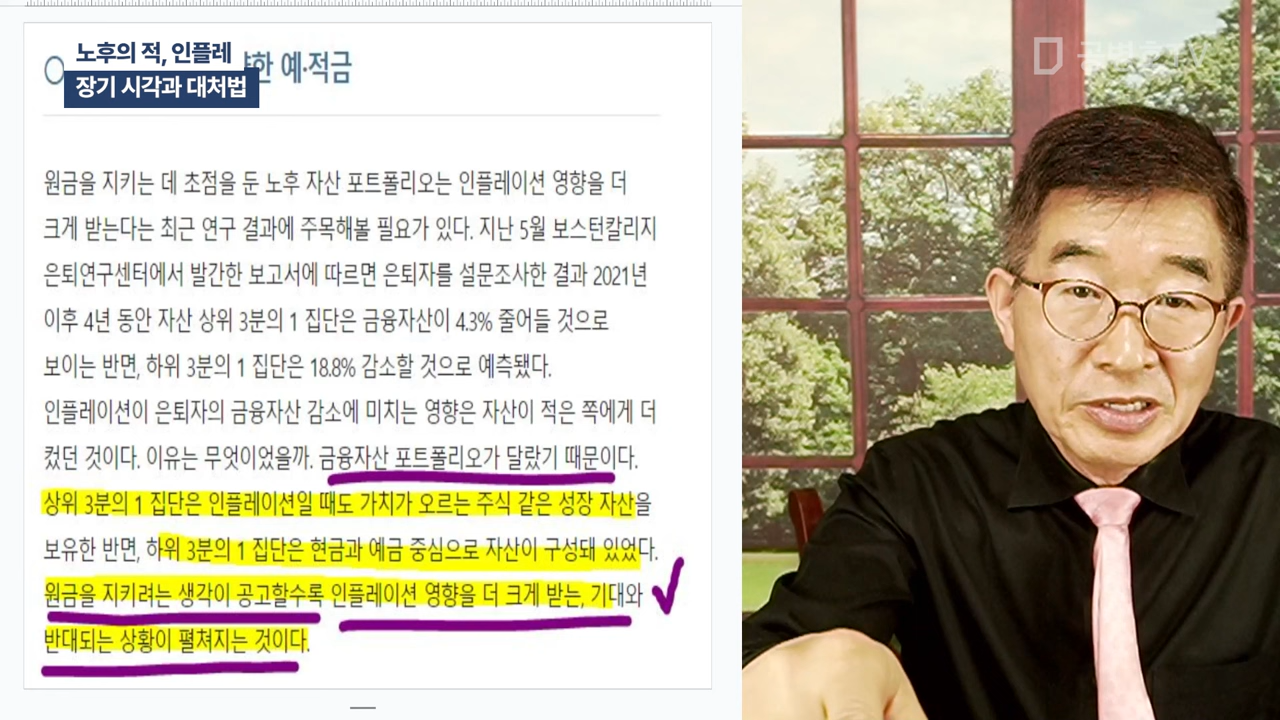 노후의 적, 인플레
장기 시각과 대처법
한 예·적금
공병호TV
원금을 지키는 데 초점을 둔 노후 자산 포트폴리오는 인플레이션 영향을 더
크게 받는다는 최근 연구 결과에 주목해볼 필요가 있다. 지난 5월 보스턴칼리지
은퇴연구센터에서 발간한 보고서에 따르면 은퇴자를 설문조사한 결과 2021년
이후 4년 동안 자산 상위 3분의 1 집단은 금융자산이 4.3% 줄어들 것으로
보이는 반면, 하위 3분의 1 집단은 18.8% 감소할 것으로 예측됐다.
인플레이션이 은퇴자의 금융자산 감소에 미치는 영향은 자산이 적은 쪽에게 더
컸던 것이다. 이유는 무엇이었을까. 금융자산 포트폴리오가 달랐기 때문이다.
상위 3분의 1 집단은 인플레이션일 때도 가치가 오르는 주식 같은 성장 자산을
보유한 반면, 하위 3분의 1 집단은 현금과 예금 중심으로 자산이 구성돼 있었다.
원금을 지키려는 생각이 공고할수록 인플레이션 영향을 더 크게 받는, 기대와
반대되는 상황이 펼쳐지는 것이다.